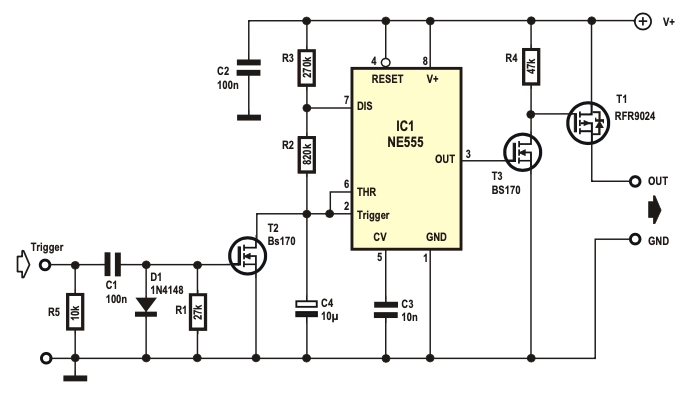 V+
R3
270k
C2
100n
4
8
RESET
V+
R4
47k
T1
RFR9024
7
DIS
IC1
NE555
R2
820k
OUT
3
T3
BS170
6
THR
2
Trigger
OUT
GND
T2
Bs170
CV
GND
5
1
Trigger
C1
100n
D1
1N4148
R5
10k
R1
27k
C4
10µ
C3
10n